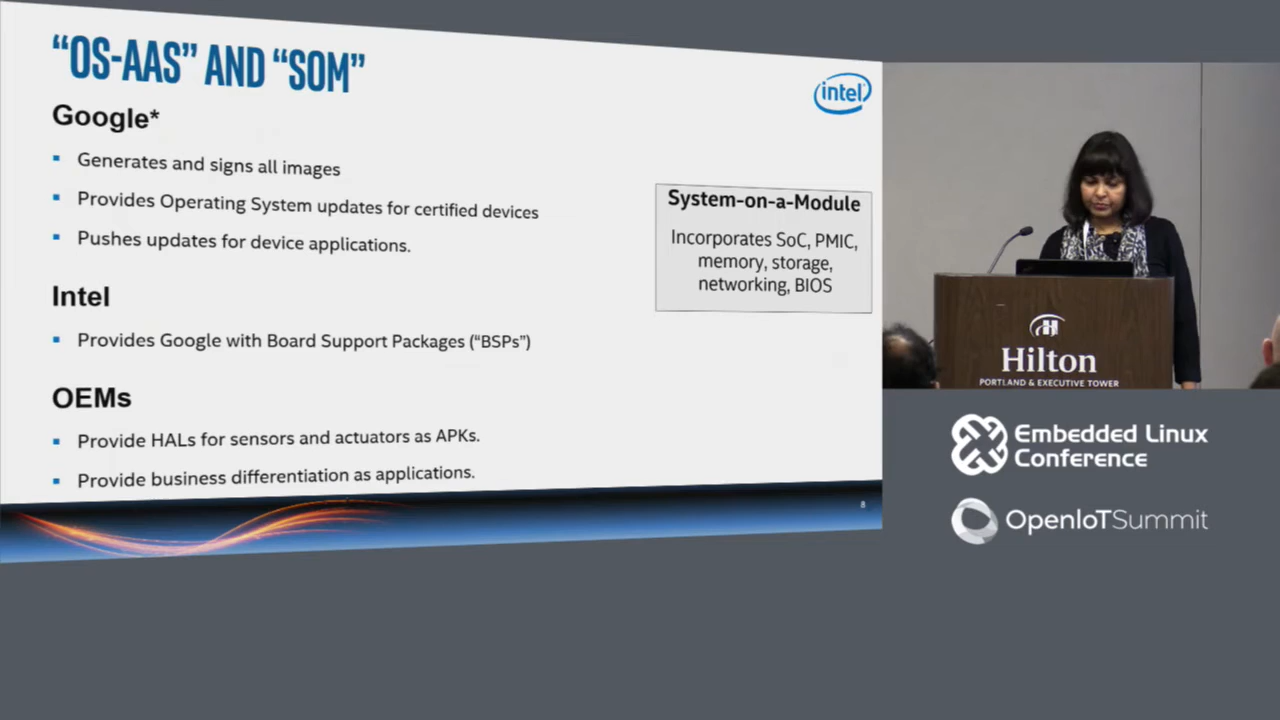 “OS-AAS” AND “SOM”
intel
Google*
▪ Generates and signs all images
▪ Provides Operating System updates for certified devices
▪ Pushes updates for device applications.
Intel
▪ Provides Google with Board Support Packages (“BSPs”)
OEMs
▪ Provide HALs for sensors and actuators as APKs.
▪ Provide business differentiation as applications.
System-on-a-Module
Incorporates SoC, PMIC,
memory, storage,
networking, BIOS
8
Hilton
PORTLAND & EXECUTIVE TOWER
Embedded Linux
Conference
OpenIoTSummit